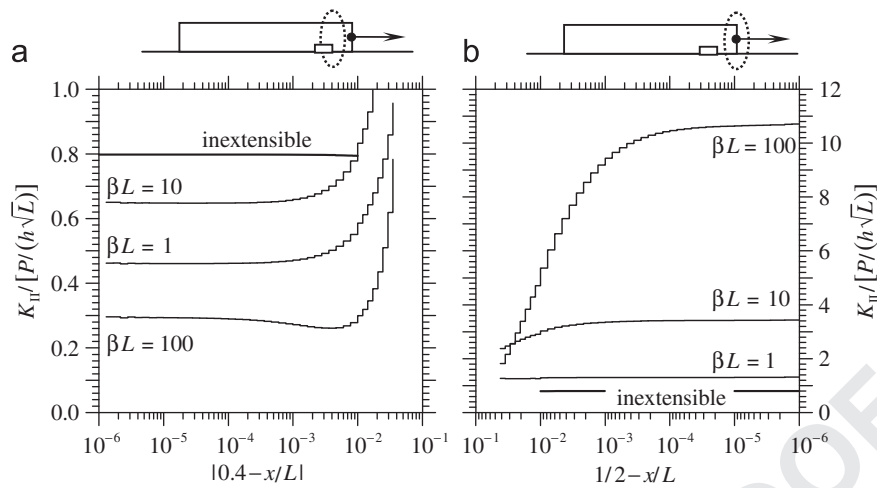 a
b
K_II/[P/(h√L)]
1.0
0.8
0.6
0.4
0.2
0.0
inextensible
βL = 10
βL = 1
βL = 100
10^-6
10^-5
10^-4
10^-3
10^-2
10^-1
|0.4−x/L|
βL = 100
βL = 10
βL = 1
inextensible
12
10
8
6
4
2
0
K_II/[P/(h√L)]
10^-1
10^-2
10^-3
10^-4
10^-5
10^-6
1/2−x/L